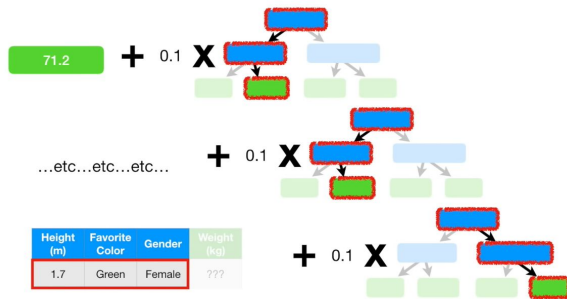 71.2 + 0.1 X
...etc...etc...etc... + 0.1 X
+ 0.1 X
Height (m) Favorite Color Gender Weight (kg)
1.7 Green Female ???